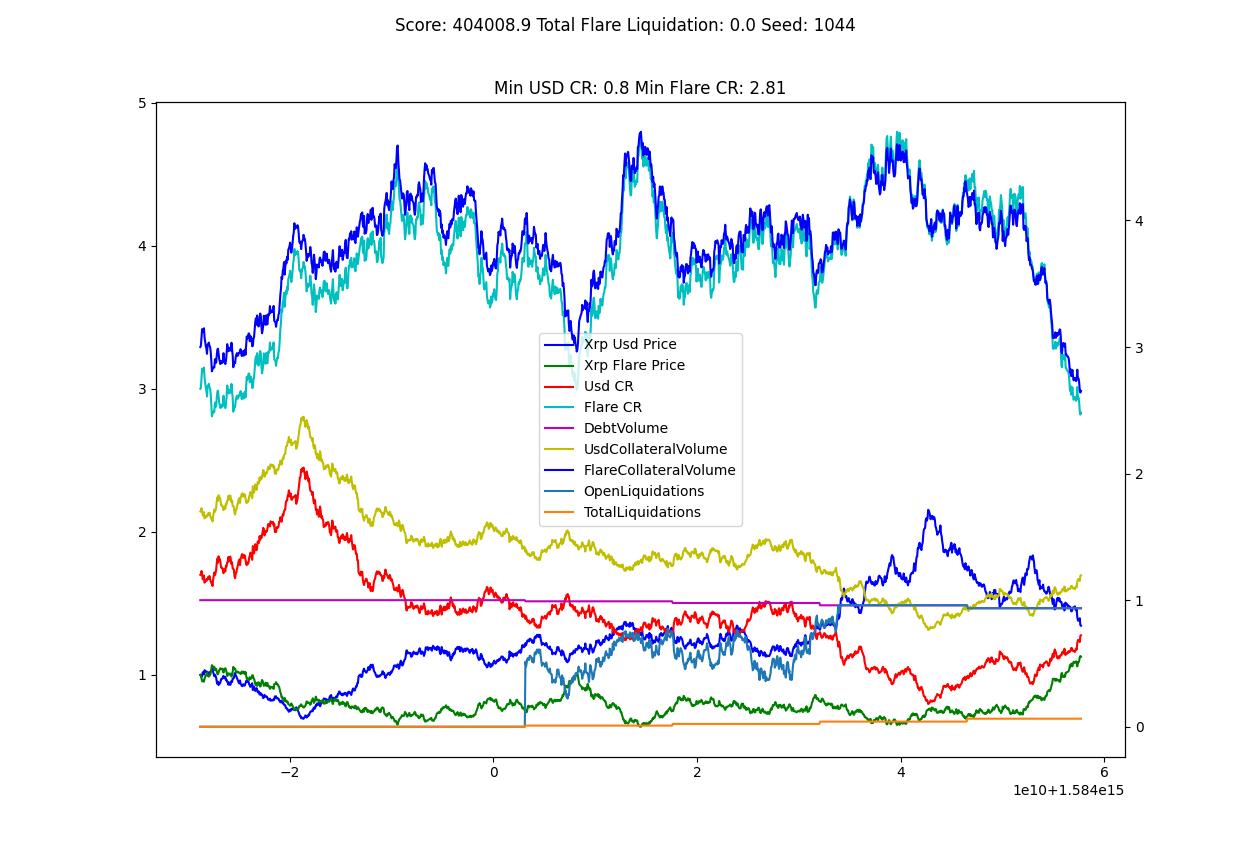 Score: 404008.9 Total Flare Liquidation: 0.0 Seed: 1044
Min USD CR: 0.8 Min Flare CR: 2.81
5
4
3
2
1
4
3
2
1
0
Xrp Usd Price
Xrp Flare Price
Usd CR
Flare CR
DebtVolume
UsdCollateralVolume
FlareCollateralVolume
OpenLiquidations
TotalLiquidations
−2 0 2 4 6
1e10+1.584e15